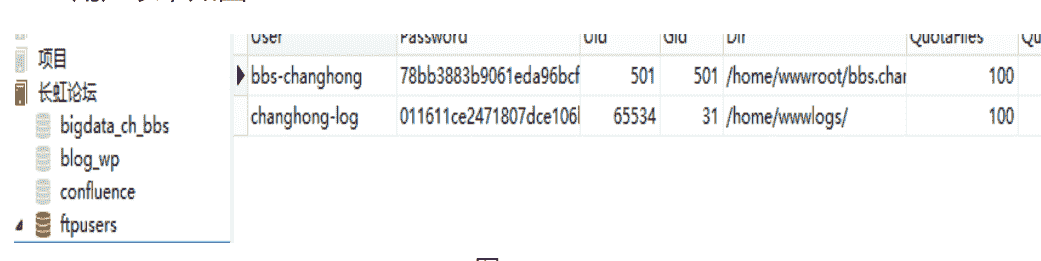 User Password Uid Gid Dir QuotaFiles
项目
长虹论坛
bbs-changhong 78bb3883b9061eda96bcf 501 501 /home/wwwroot/bbs.char 100
bigdata_ch_bbs
changhong-log 011611ce2471807dce106 65534 31 /home/wwwlogs/ 100
blog_wp
confluence
ftpusers